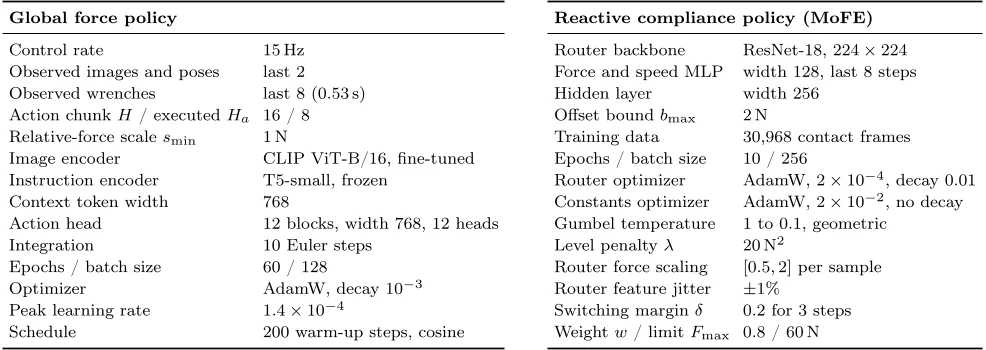 Global force policy
Control rate 15 Hz
Observed images and poses last 2
Observed wrenches last 8 (0.53 s)
Action chunk H / executed Hₐ 16 / 8
Relative-force scale s_min 1 N
Image encoder CLIP ViT-B/16, fine-tuned
Instruction encoder T5-small, frozen
Context token width 768
Action head 12 blocks, width 768, 12 heads
Integration 10 Euler steps
Epochs / batch size 60 / 128
Optimizer AdamW, decay 10⁻³
Peak learning rate 1.4 × 10⁻⁴
Schedule 200 warm-up steps, cosine
Reactive compliance policy (MoFE)
Router backbone ResNet-18, 224 × 224
Force and speed MLP width 128, last 8 steps
Hidden layer width 256
Offset bound b_max 2 N
Training data 30,968 contact frames
Epochs / batch size 10 / 256
Router optimizer AdamW, 2 × 10⁻⁴, decay 0.01
Constants optimizer AdamW, 2 × 10⁻², no decay
Gumbel temperature 1 to 0.1, geometric
Level penalty λ 20 N²
Router force scaling [0.5, 2] per sample
Router feature jitter ±1%
Switching margin δ 0.2 for 3 steps
Weight w / limit F_max 0.8 / 60 N